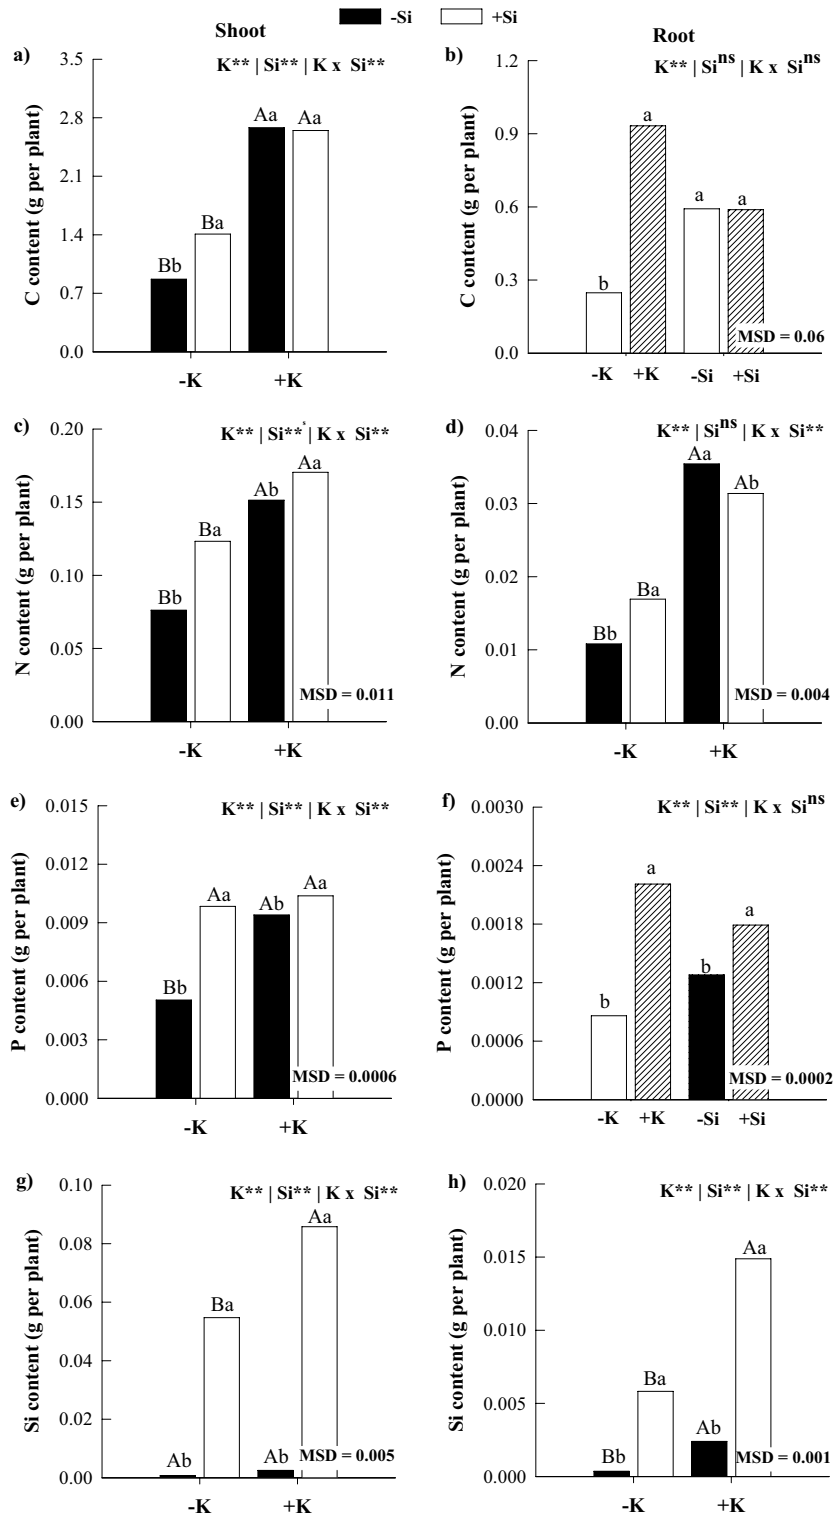 -Si +Si
Shoot
Root
a)
K** | Si** | K x Si**
C content (g per plant)
3.5
2.8
2.1
1.4
0.7
0.0
Bb Ba Aa Aa
-K +K
b)
K** | Si^ns | K x Si^ns
C content (g per plant)
1.2
0.9
0.6
0.3
0.0
b a a a
MSD = 0.06
-K +K -Si +Si
c)
K** | Si** | K x Si**
N content (g per plant)
0.20
0.15
0.10
0.05
0.00
Bb Ba Ab Aa
MSD = 0.011
-K +K
d)
K** | Si^ns | K x Si**
N content (g per plant)
0.04
0.03
0.02
0.01
0.00
Bb Ba Aa Ab
MSD = 0.004
-K +K
e)
K** | Si** | K x Si**
P content (g per plant)
0.015
0.012
0.009
0.006
0.003
0.000
Bb Aa Ab Aa
MSD = 0.0006
-K +K
f)
K** | Si** | K x Si^ns
P content (g per plant)
0.0030
0.0024
0.0018
0.0012
0.0006
0.0000
b a b a
MSD = 0.0002
-K +K -Si +Si
g)
K** | Si** | K x Si**
Si content (g per plant)
0.10
0.08
0.06
0.04
0.02
0.00
Ab Ba Ab Aa
MSD = 0.005
-K +K
h)
K** | Si** | K x Si**
Si content (g per plant)
0.020
0.015
0.010
0.005
0.000
Bb Ba Ab Aa
MSD = 0.001
-K +K